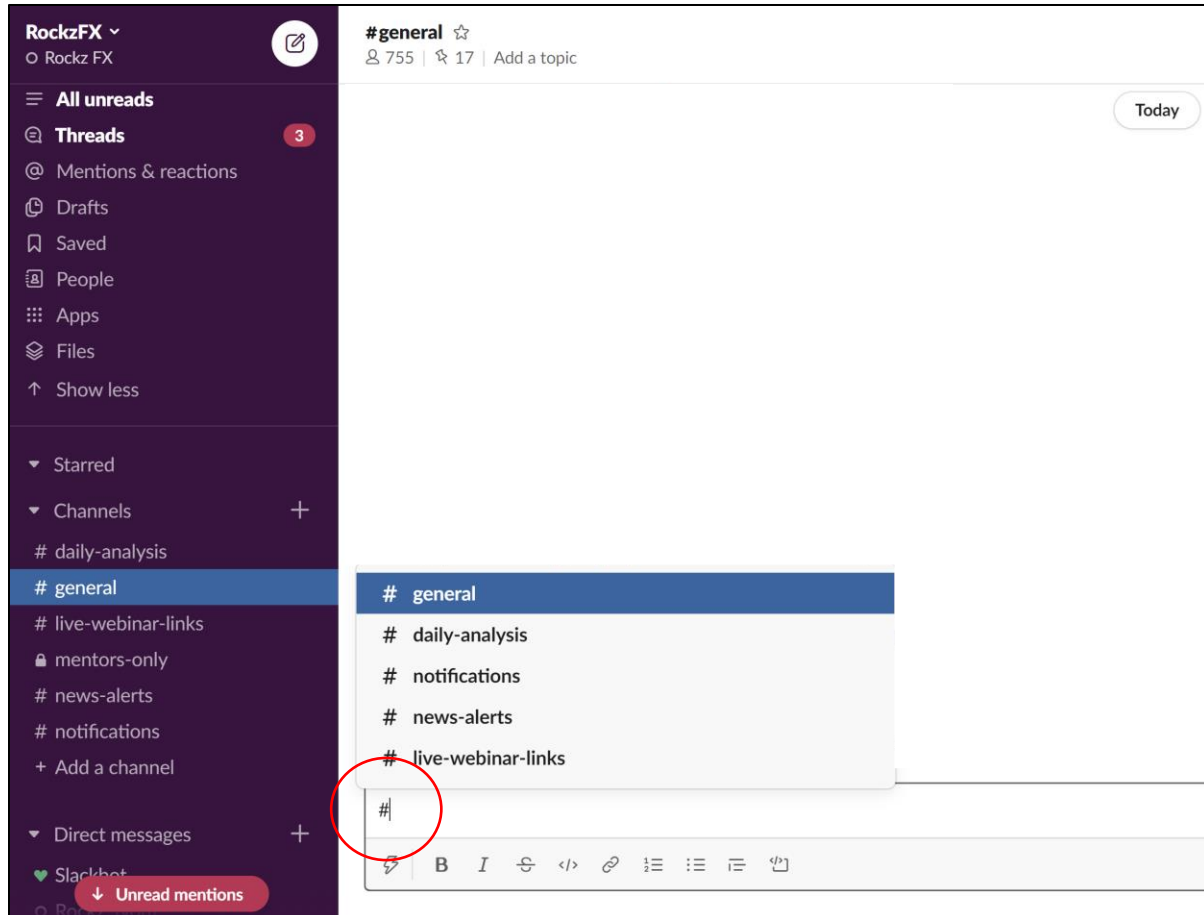 RockzFX
Rockz FX
All unreads
Threads 3
Mentions & reactions
Drafts
Saved
People
Apps
Files
Show less
Starred
Channels +
# daily-analysis
# general
# live-webinar-links
mentors-only
# news-alerts
# notifications
+ Add a channel
Direct messages +
Slackbot
↓ Unread mentions
#general
755 | 17 | Add a topic
Today
# general
# daily-analysis
# notifications
# news-alerts
# live-webinar-links
#
B I S </>